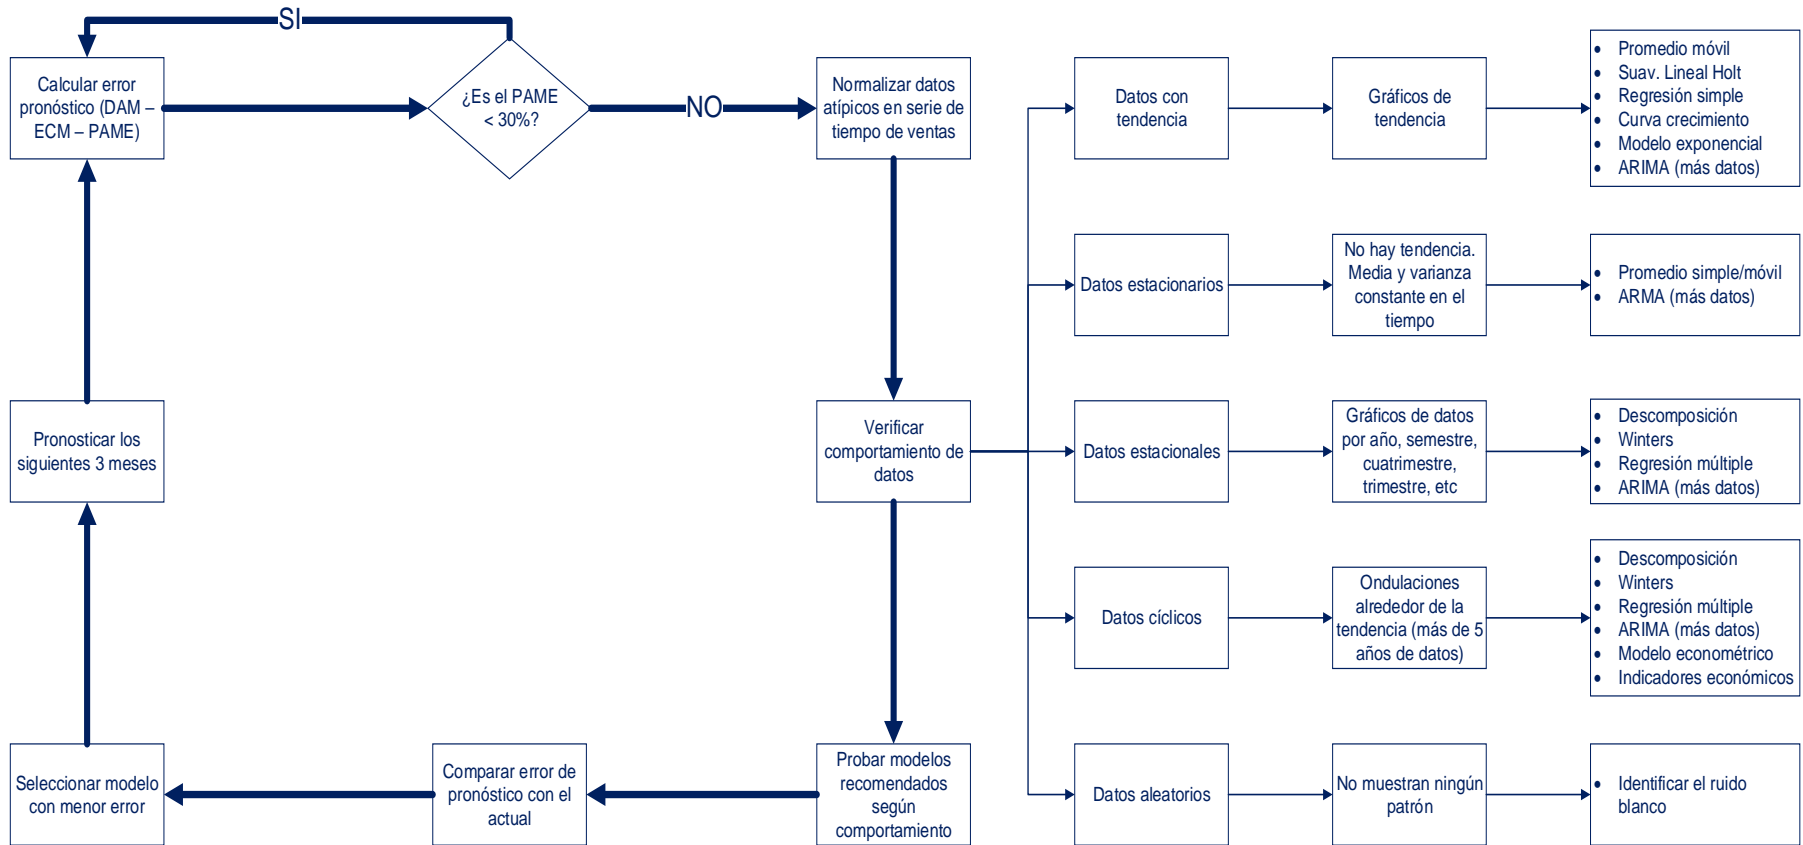 SI
Calcular error
pronóstico (DAM –
ECM – PAME)
¿Es el PAME
< 30%?
NO
Normalizar datos
atípicos en serie de
tiempo de ventas
Datos con
tendencia
Gráficos de
tendencia
• Promedio móvil
• Suav. Lineal Holt
• Regresión simple
• Curva crecimiento
• Modelo exponencial
• ARIMA (más datos)
Datos estacionarios
No hay tendencia.
Media y varianza
constante en el
tiempo
• Promedio simple/móvil
• ARMA (más datos)
Pronosticar los
siguientes 3 meses
Verificar
comportamiento de
datos
Datos estacionales
Gráficos de datos
por año, semestre,
cuatrimestre,
trimestre, etc
• Descomposición
• Winters
• Regresión múltiple
• ARIMA (más datos)
Datos cíclicos
Ondulaciones
alrededor de la
tendencia (más de 5
años de datos)
• Descomposición
• Winters
• Regresión múltiple
• ARIMA (más datos)
• Modelo econométrico
• Indicadores económicos
Seleccionar modelo
con menor error
Comparar error de
pronóstico con el
actual
Probar modelos
recomendados
según
comportamiento
Datos aleatorios
No muestran ningún
patrón
• Identificar el ruido
blanco